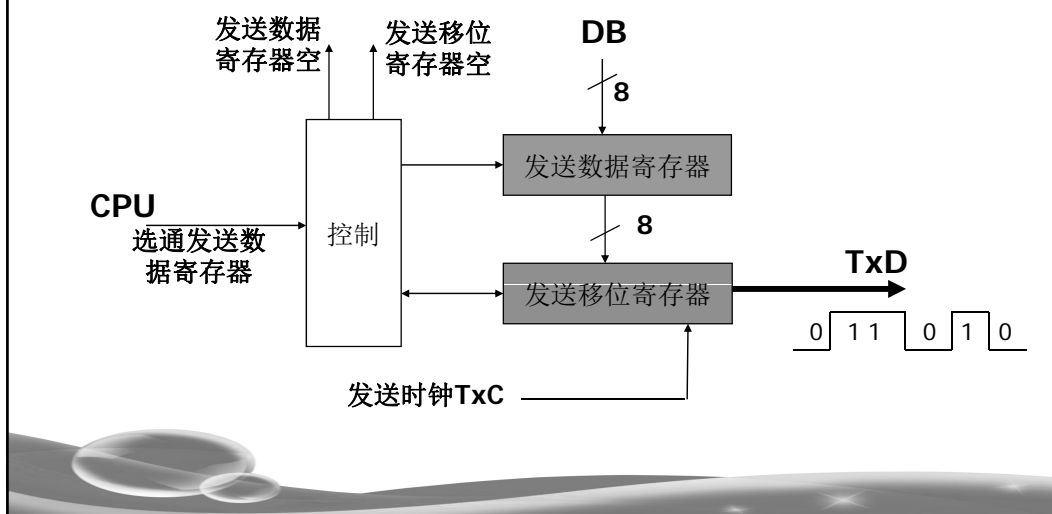 发送数据
寄存器空
发送移位
寄存器空
DB
8
发送数据寄存器
CPU
选通发送数
据寄存器
控制
8
发送移位寄存器
TxD
0 1 1 0 1 0
发送时钟TxC